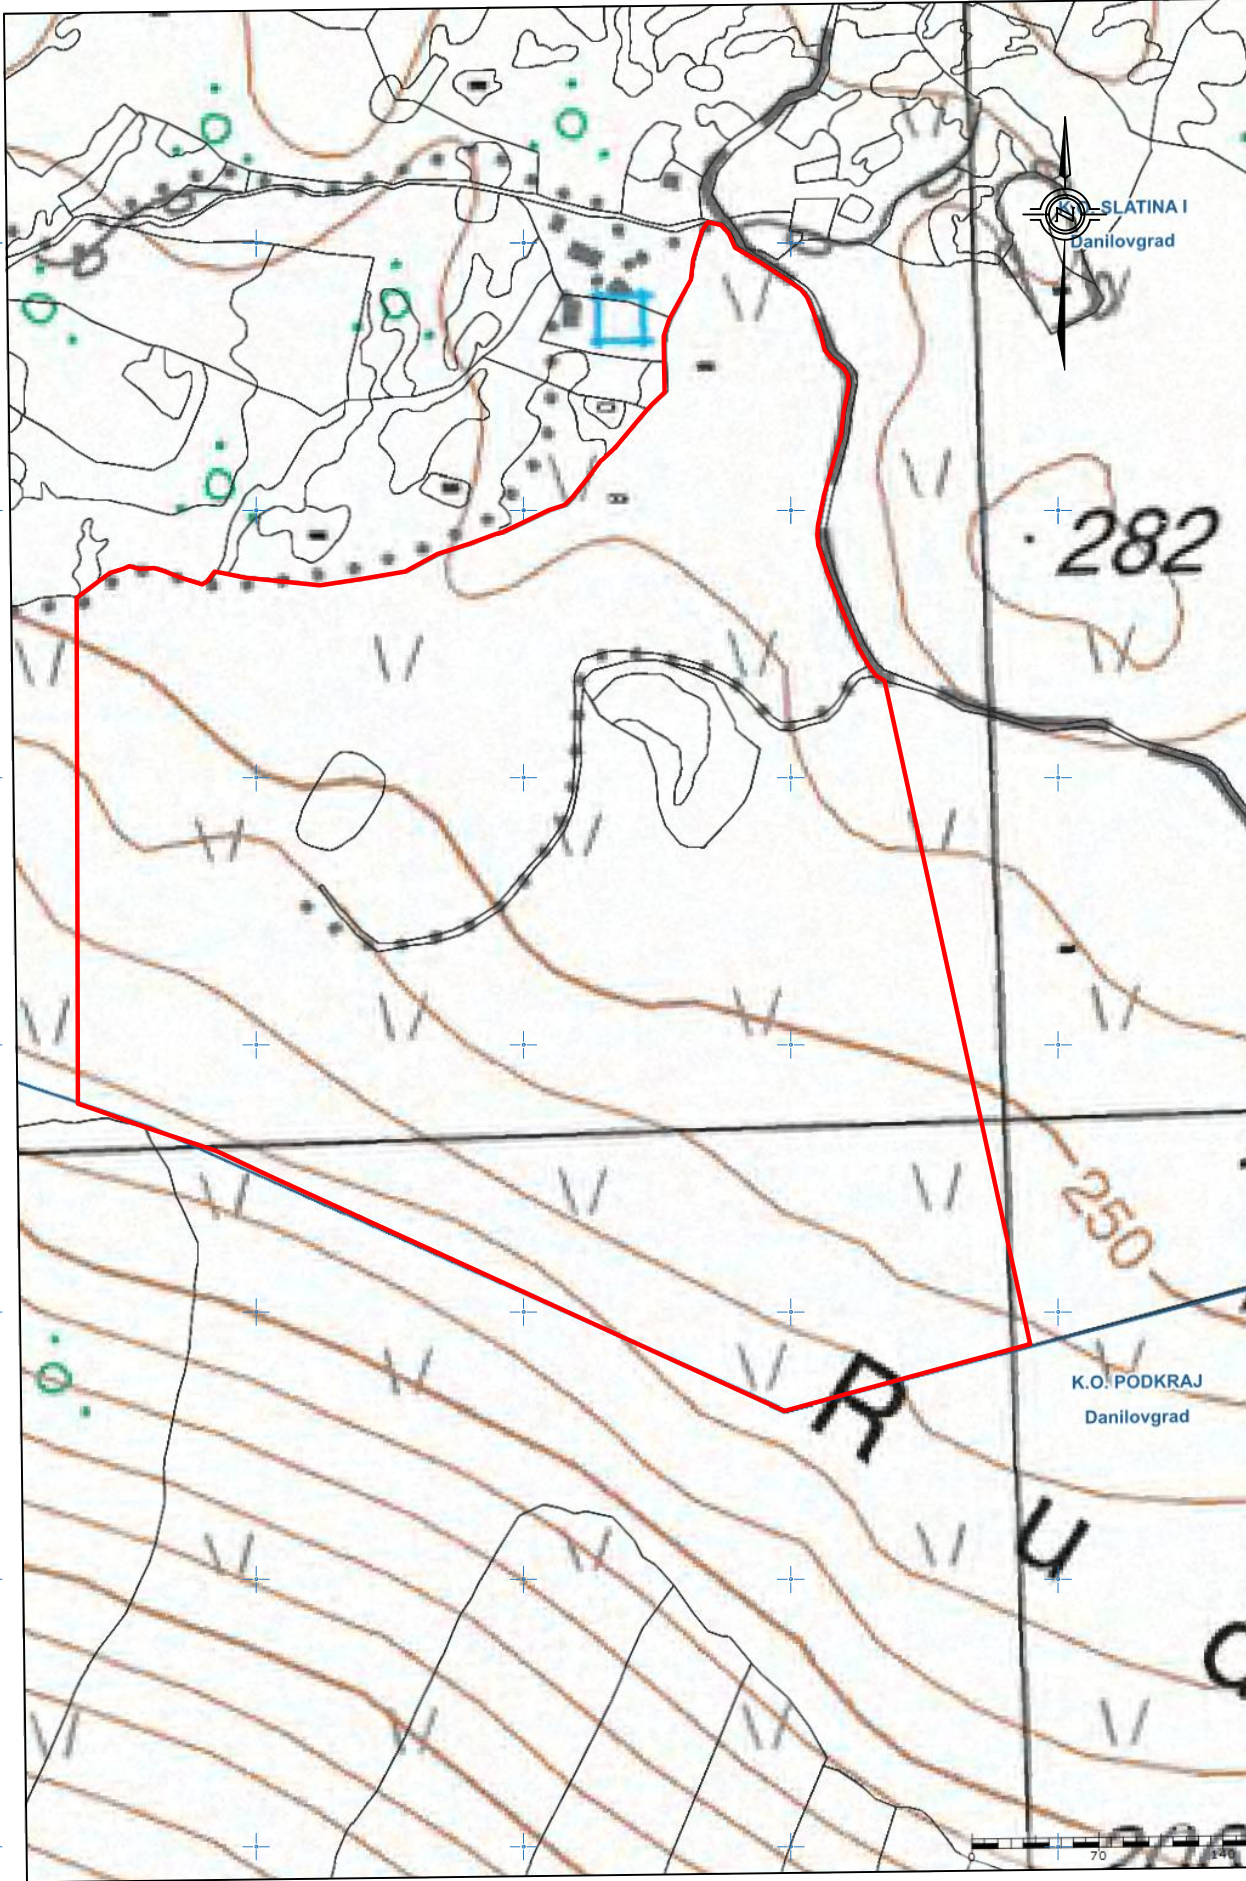 K.O. SLATINA I
Danilovgrad
282
250
R
K.O. PODKRAJ
Danilovgrad
u
0
70
140